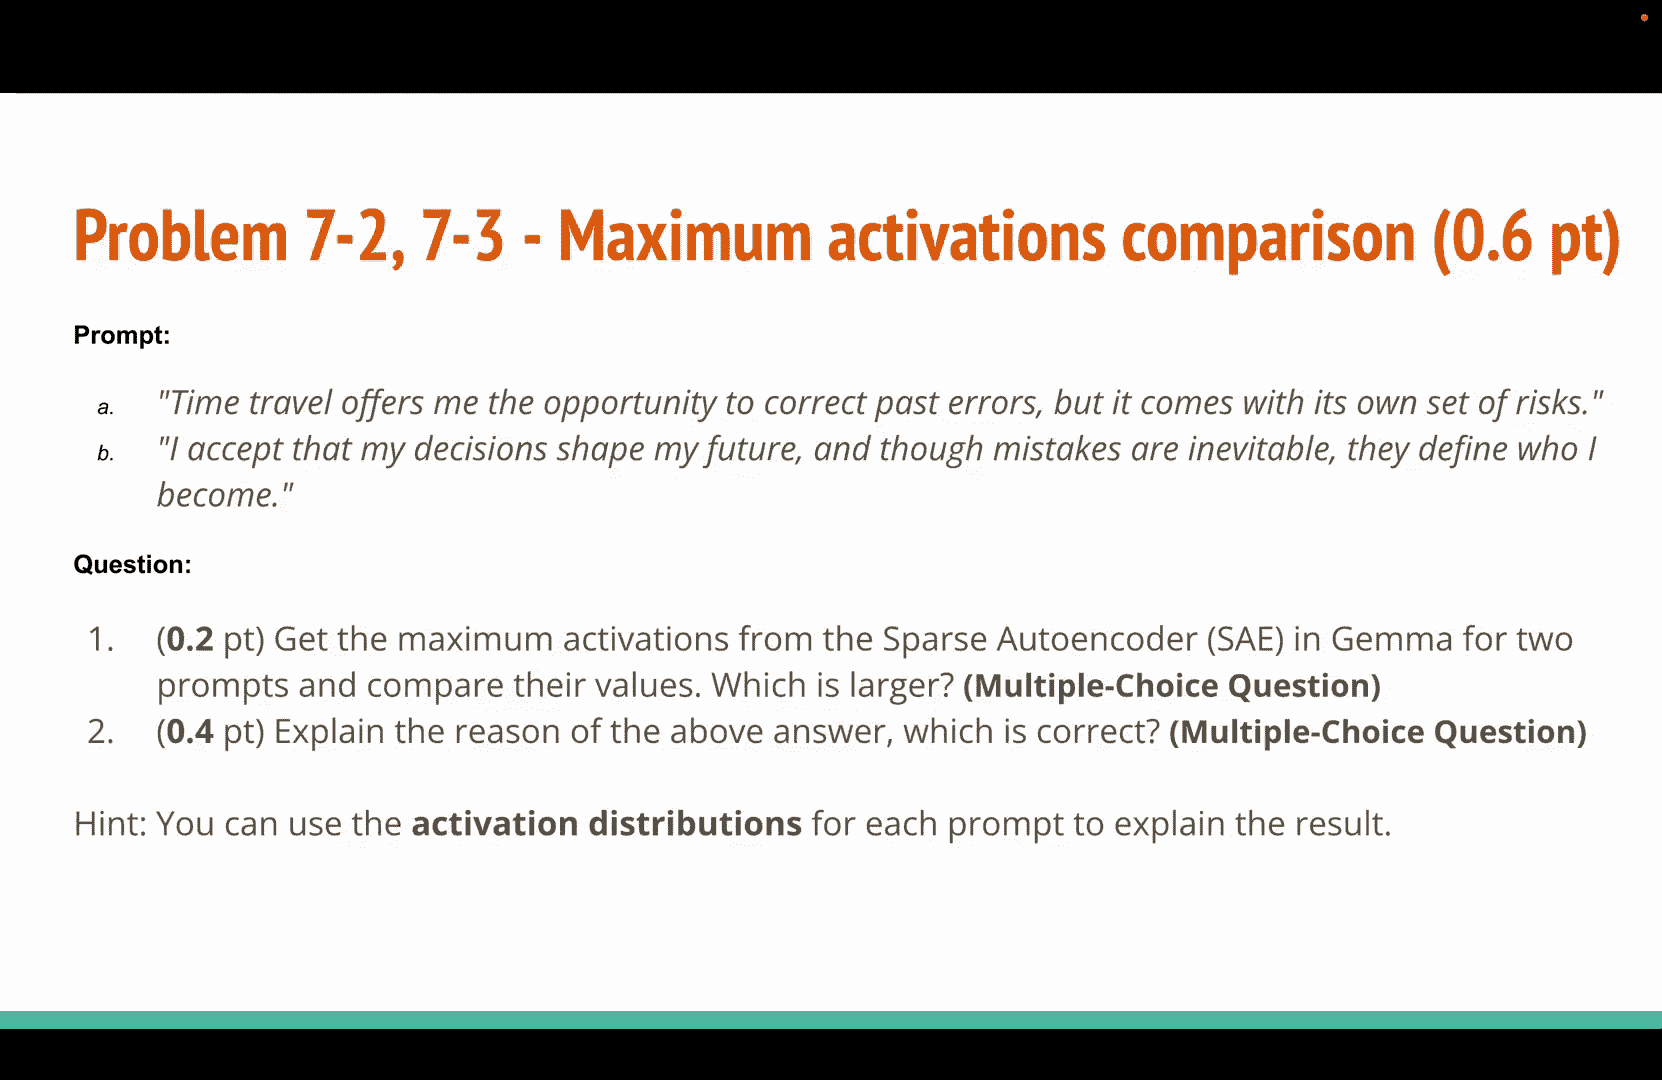 Problem 7-2, 7-3 - Maximum activations comparison (0.6 pt)
Prompt:
a. "Time travel offers me the opportunity to correct past errors, but it comes with its own set of risks."
b. "I accept that my decisions shape my future, and though mistakes are inevitable, they define who I
become."
Question:
1. (0.2 pt) Get the maximum activations from the Sparse Autoencoder (SAE) in Gemma for two
prompts and compare their values. Which is larger? (Multiple-Choice Question)
2. (0.4 pt) Explain the reason of the above answer, which is correct? (Multiple-Choice Question)
Hint: You can use the activation distributions for each prompt to explain the result.